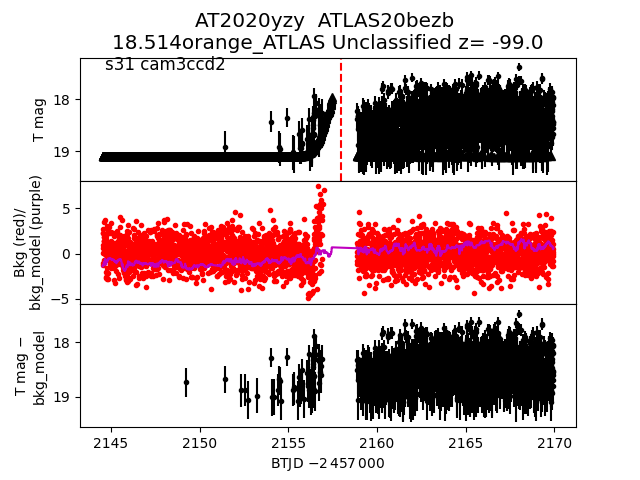 AT2020yzy  ATLAS20bezb
18.514orange_ATLAS Unclassified z= -99.0
s31 cam3ccd2
T mag
18
19
Bkg (red)/
bkg_model (purple)
5
0
−5
T mag −
bkg_model
18
19
2145 2150 2155 2160 2165 2170
BTJD −2 457 000